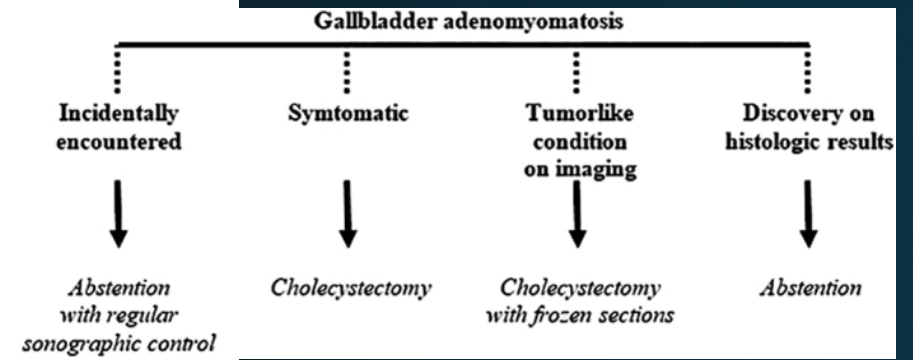 Gallbladder adenomyomatosis
Incidentally
encountered
Symtomatic
Tumorlike
condition
on imaging
Discovery on
histologic results
Abstention
with regular
sonographic control
Cholecystectomy
Cholecystectomy
with frozen sections
Abstention